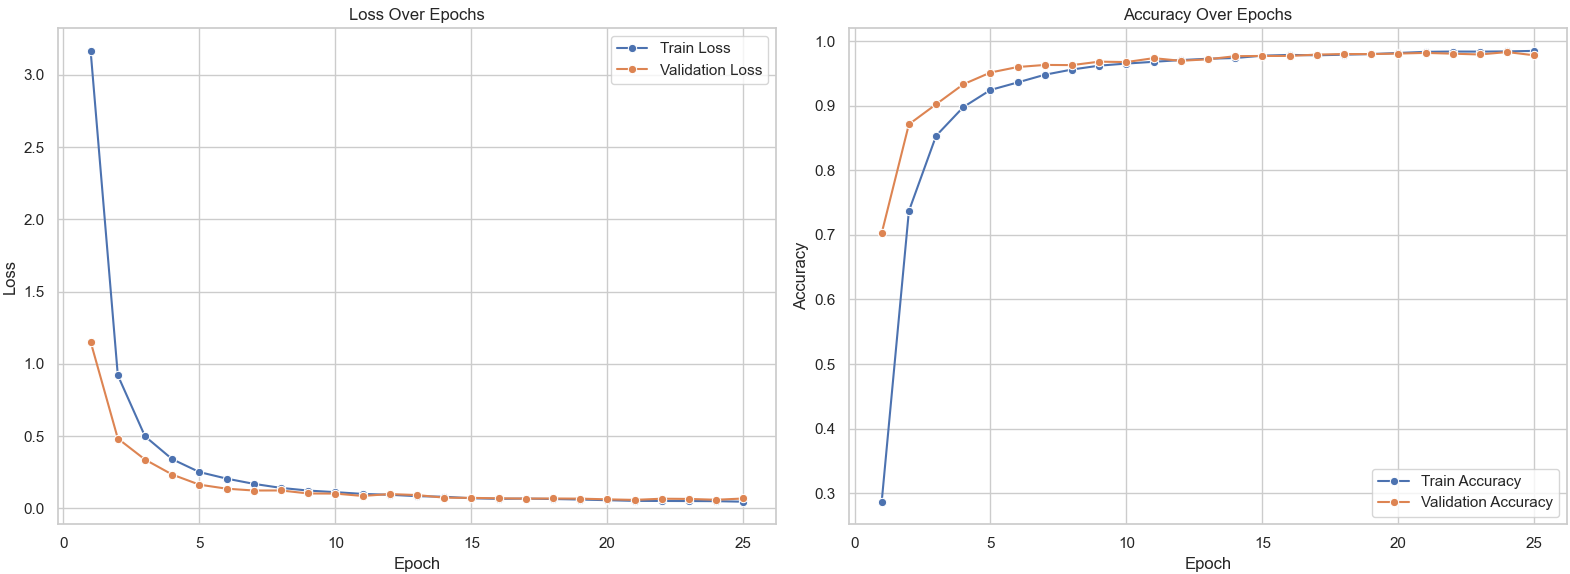 Loss Over Epochs
Train Loss
Validation Loss
3.0
2.5
2.0
1.5
1.0
0.5
0.0
Loss
0 5 10 15 20 25
Epoch
Accuracy Over Epochs
1.0
0.9
0.8
0.7
0.6
0.5
0.4
0.3
Accuracy
Train Accuracy
Validation Accuracy
0 5 10 15 20 25
Epoch